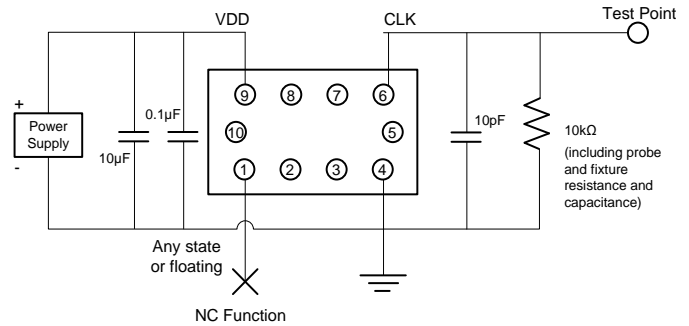 VDD
CLK
Test Point
+
Power
Supply
-
10µF
0.1µF
9
8
7
6
10
5
1
2
3
4
10pF
10kΩ
(including probe
and fixture
resistance and
capacitance)
Any state
or floating
NC Function